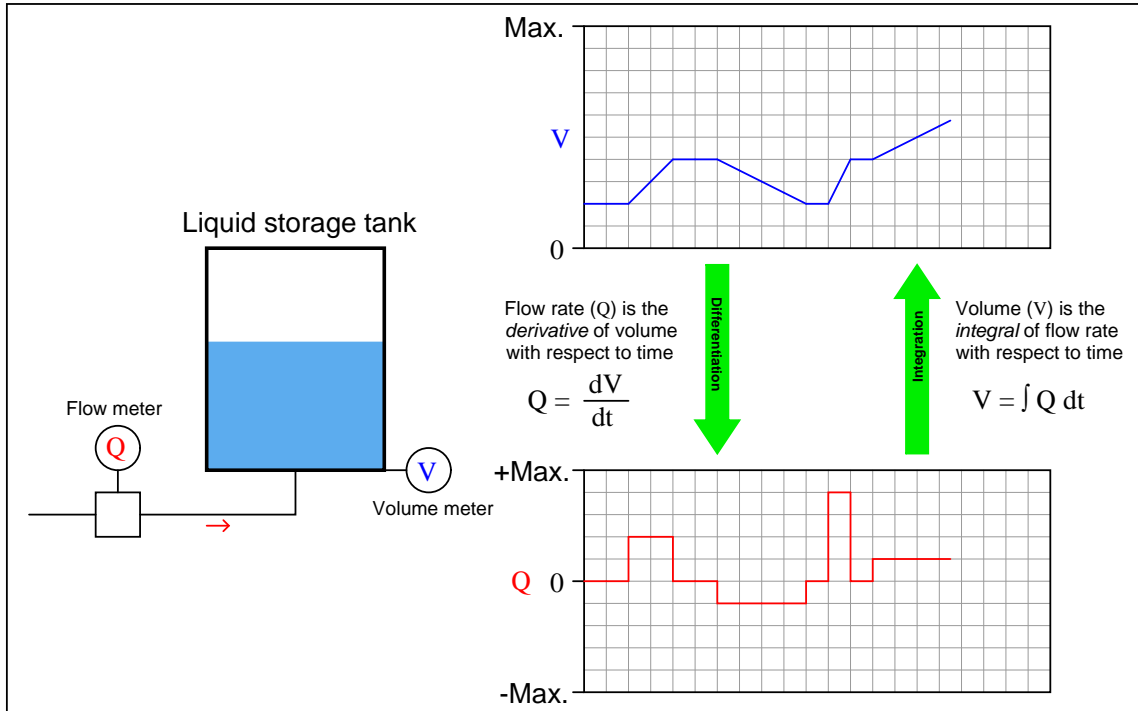 Max.
V
0
Liquid storage tank
Flow meter
Q
V
Volume meter
Flow rate (Q) is the
derivative of volume
with respect to time
Q = dV
dt
Differentiation
Integration
Volume (V) is the
integral of flow rate
with respect to time
V = ∫ Q dt
+Max.
Q 0
-Max.